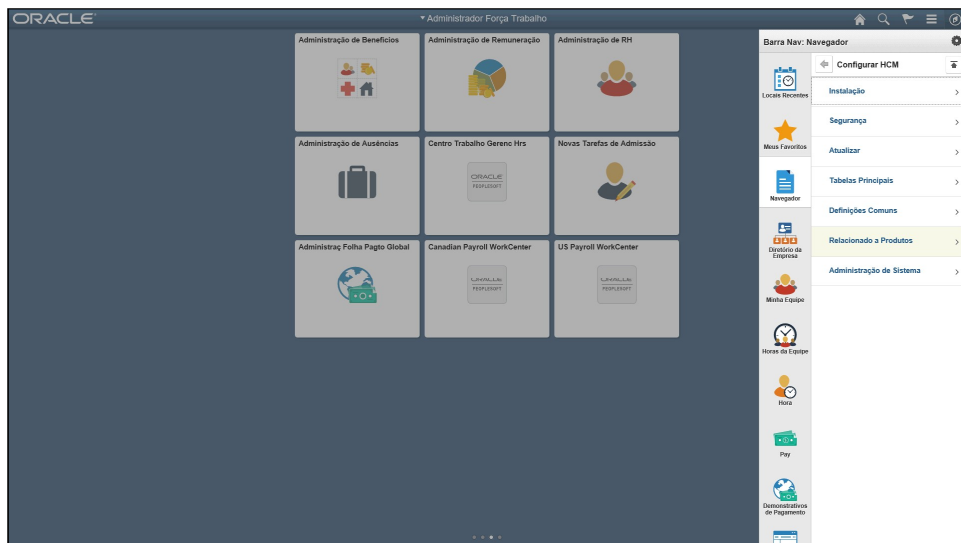 ORACLE
Administrador Força Trabalho
Administração de Benefícios
Administração de Remuneração
Administração de RH
Administração de Ausências
Centro Trabalho Gerenc Hrs
ORACLE
PEOPLESOFT
Novas Tarefas de Admissão
Administraç Folha Pagto Global
Canadian Payroll WorkCenter
ORACLE
PEOPLESOFT
US Payroll WorkCenter
ORACLE
PEOPLESOFT
Barra Nav: Navegador
Locais Recentes
Meus Favoritos
Navegador
Diretório da
Empresa
Minha Equipe
Horas da Equipe
Hora
Pay
Demonstrativos
de Pagamento
Configurar HCM
Instalação
Segurança
Atualizar
Tabelas Principais
Definições Comuns
Relacionado a Produtos
Administração de Sistema